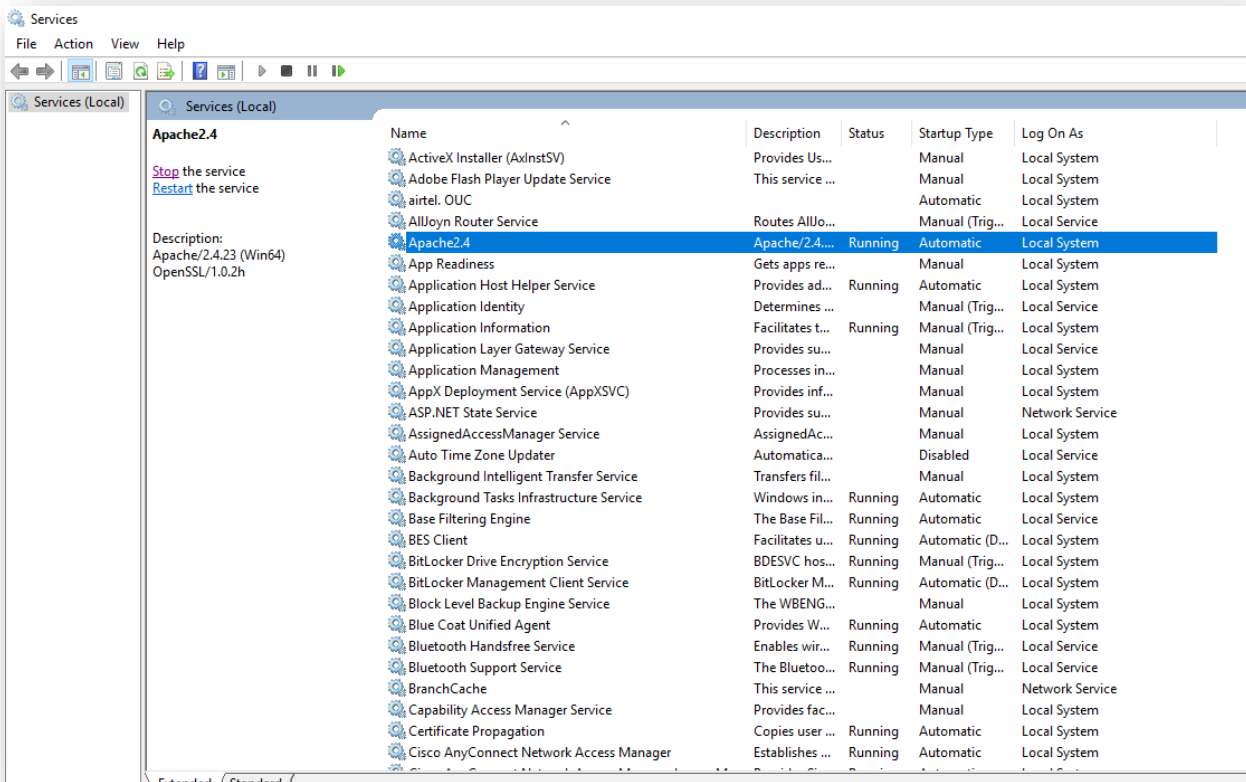 Services
File Action View Help
Services (Local)
Services (Local)
Apache2.4
Stop the service
Restart the service
Description:
Apache/2.4.23 (Win64)
OpenSSL/1.0.2h
Name Description Status Startup Type Log On As
ActiveX Installer (AxInstSV) Provides Us... Manual Local System
Adobe Flash Player Update Service This service ... Manual Local System
airtel. OUC Automatic Local System
AllJoyn Router Service Routes AllJo... Manual (Trig... Local Service
Apache2.4 Apache/2.4.... Running Automatic Local System
App Readiness Gets apps re... Manual Local System
Application Host Helper Service Provides ad... Running Automatic Local System
Application Identity Determines ... Manual (Trig... Local Service
Application Information Facilitates t... Running Manual (Trig... Local System
Application Layer Gateway Service Provides su... Manual Local Service
Application Management Processes in... Manual Local System
AppX Deployment Service (AppXSVC) Provides inf... Manual Local System
ASP.NET State Service Provides su... Manual Network Service
AssignedAccessManager Service AssignedAc... Manual Local System
Auto Time Zone Updater Automatica... Disabled Local Service
Background Intelligent Transfer Service Transfers fil... Manual Local System
Background Tasks Infrastructure Service Windows in... Running Automatic Local System
Base Filtering Engine The Base Fil... Running Automatic Local Service
BES Client Facilitates u... Running Automatic (D... Local System
BitLocker Drive Encryption Service BDESVC hos... Running Manual (Trig... Local System
BitLocker Management Client Service BitLocker M... Running Automatic (D... Local System
Block Level Backup Engine Service The WBENG... Manual Local System
Blue Coat Unified Agent Provides W... Running Automatic Local System
Bluetooth Handsfree Service Enables wir... Running Manual (Trig... Local Service
Bluetooth Support Service The Bluetoo... Running Manual (Trig... Local Service
BranchCache This service ... Manual Network Service
Capability Access Manager Service Provides fac... Manual Local System
Certificate Propagation Copies user ... Running Automatic Local System
Cisco AnyConnect Network Access Manager Establishes ... Running Automatic Local System
Extended Standard